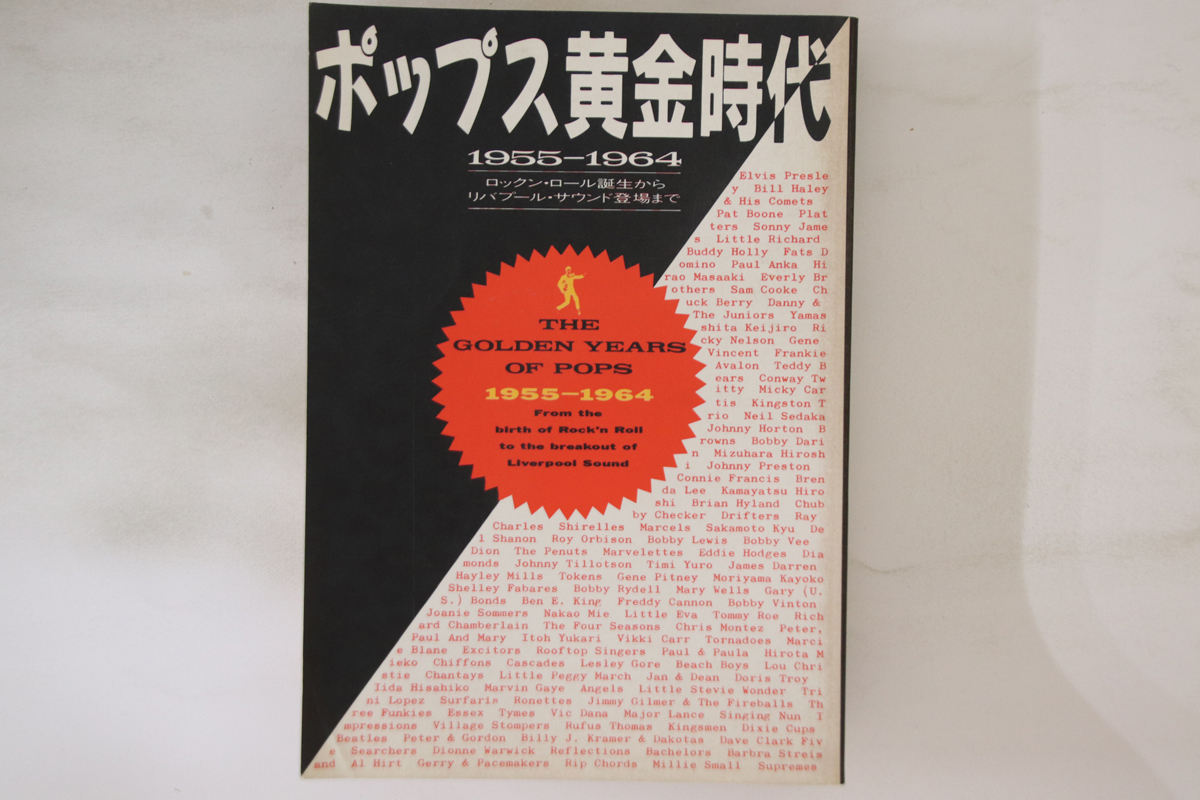 ポップス黄金時代
1955−1964
ロックン・ロール誕生から
リバプール・サウンド登場まで
THE
GOLDEN YEARS
OF POPS
1955−1964
From the
birth of Rock'n Roll
to the breakout of
Liverpool Sound
Elvis Presle
y Bill Haley
& His Comets
Pat Boone Plat
ters Sonny Jame
s Little Richard
Buddy Holly Fats D
omino Paul Anka Hi
rao Masaaki Everly Br
others Sam Cooke Ch
uck Berry Danny &
The Juniors Yamas
shita Keijiro Ri
cky Nelson Gene
Vincent Frankie
Avalon Teddy B
ears Conway Tw
itty Micky Car
tis Kingston T
rio Neil Sedaka
Johnny Horton B
rowns Bobby Dari
n Mizuhara Hirosh
i Johnny Preston
Connie Francis Bren
da Lee Kamayatsu Hiro
shi Brian Hyland Chub
by Checker Drifters Ray
Charles Shirelles Marcels Sakamoto Kyu De
l Shanon Roy Orbison Bobby Lewis Bobby Vee
Dion The Penuts Marvelettes Eddie Hodges Dia
monds Johnny Tillotson Timi Yuro James Darren
Hayley Mills Tokens Gene Pitney Moriyama Kayoko
Shelley Fabares Bobby Rydell Mary Wells Gary (U.
S.) Bonds Ben E. King Freddy Cannon Bobby Vinton
Joanie Sommers Nakao Mie Little Eva Tommy Roe Rich
ard Chamberlain The Four Seasons Chris Montez Peter,
Paul And Mary Itoh Yukari Vikki Carr Tornadoes Marci
e Blane Excitors Rooftop Singers Paul & Paula Hirota M
ieko Chiffons Cascades Lesley Gore Beach Boys Lou Chri
stie Chantays Little Peggy March Jan & Dean Doris Troy
Iida Hisahiko Marvin Gaye Angels Little Stevie Wonder Tri
ni Lopez Surfaris Ronettes Jimmy Gilmer & The Fireballs Th
ree Funkies Essex Tymes Vic Dana Major Lance Singing Nun I
mpressions Village Stompers Rufus Thomas Kingsmen Dixie Cups
Beatles Peter & Gordon Billy J. Kramer & Dakotas Dave Clark Fiv
e Searchers Dionne Warwick Reflections Bachelors Barbra Streis
and Al Hirt Gerry & Pacemakers Rip Chords Millie Small Supremes